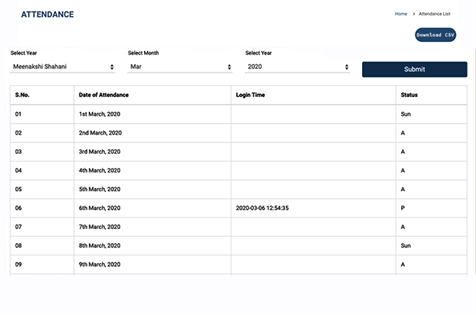 ATTENDANCE
Home > Attendance List
Download CSV
Select Year Select Month Select Year
Meenakshi Shahani Mar 2020 Submit
S.No. Date of Attendance Login Time Status
01 1st March, 2020 Sun
02 2nd March, 2020 A
03 3rd March, 2020 A
04 4th March, 2020 A
05 5th March, 2020 A
06 6th March, 2020 2020-03-06 12:54:35 P
07 7th March, 2020 A
08 8th March, 2020 Sun
09 9th March, 2020 A